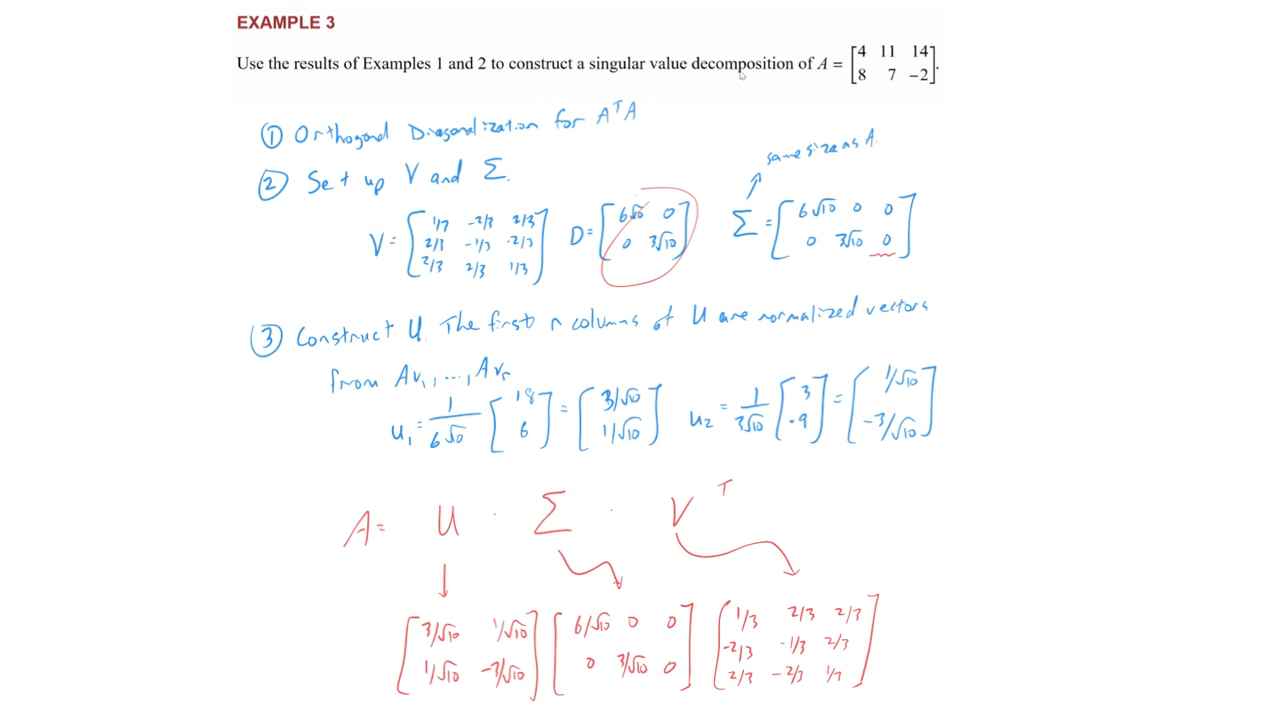 EXAMPLE 3
Use the results of Examples 1 and 2 to construct a singular value decomposition of A = [4 11 14; 8 7 −2].
① Orthogonal Diagonalization for AᵀA
② Set up V and Σ.
same size as A.
V = [1/3 -2/3 2/3; 2/3 -1/3 -2/3; 2/3 2/3 1/3] D = [6√10 0; 0 3√10] Σ = [6√10 0 0; 0 3√10 0]
③ Construct U. The first r columns of U are normalized vectors
from Av₁, ..., Avᵣ
u₁ = 1/6√10 [18; 6] = [3/√10; 1/√10] u₂ = 1/3√10 [3; -9] = [1/√10; -3/√10]
A = U · Σ · Vᵀ
[3/√10 1/√10; 1/√10 -3/√10] [6/√10 0 0; 0 3/√10 0] [1/3 2/3 2/3; -2/3 -1/3 2/3; 2/3 -2/3 1/3]